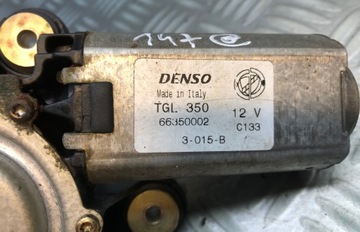 147 C
DENSO
Made in Italy
TGL 350 12 V
66350002 C133
3-015-B